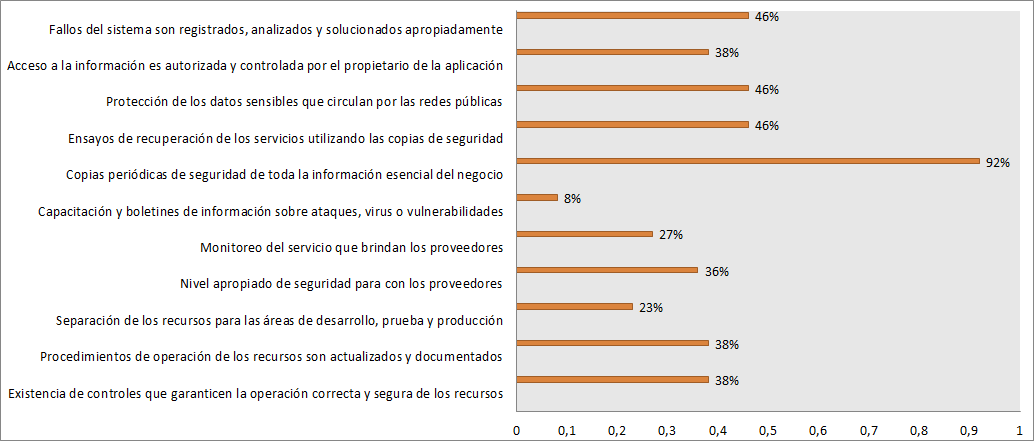 46%
Fallos del sistema son registrados, analizados y solucionados apropiadamente
38%
Acceso a la información es autorizada y controlada por el propietario de la aplicación
46%
Protección de los datos sensibles que circulan por las redes públicas
46%
Ensayos de recuperación de los servicios utilizando las copias de seguridad
92%
Copias periódicas de seguridad de toda la información esencial del negocio
8%
Capacitación y boletines de información sobre ataques, virus o vulnerabilidades
27%
Monitoreo del servicio que brindan los proveedores
36%
Nivel apropiado de seguridad para con los proveedores
23%
Separación de los recursos para las áreas de desarrollo, prueba y producción
38%
Procedimientos de operación de los recursos son actualizados y documentados
38%
Existencia de controles que garanticen la operación correcta y segura de los recursos
0 0,1 0,2 0,3 0,4 0,5 0,6 0,7 0,8 0,9 1